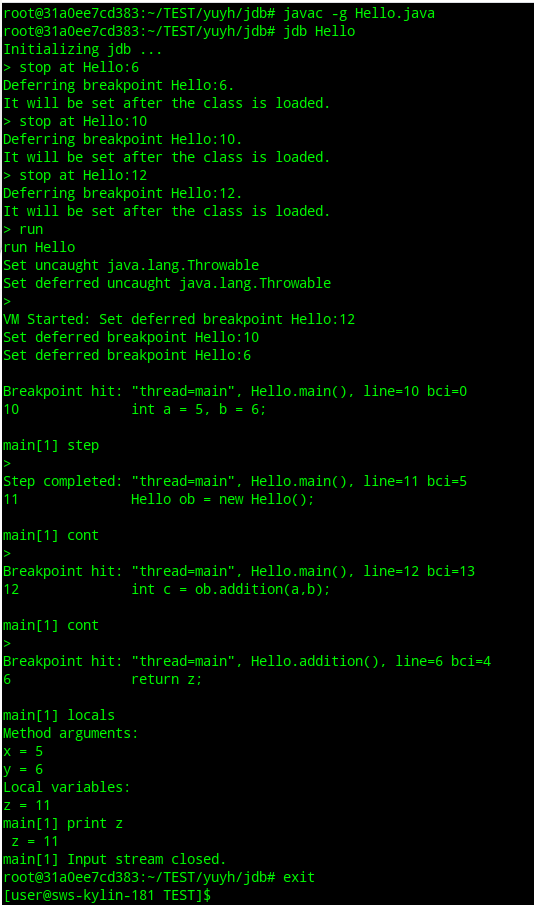 root@31a0ee7cd383:~/TEST/yuyh/jdb# javac -g Hello.java
root@31a0ee7cd383:~/TEST/yuyh/jdb# jdb Hello
Initializing jdb ...
> stop at Hello:6
Deferring breakpoint Hello:6.
It will be set after the class is loaded.
> stop at Hello:10
Deferring breakpoint Hello:10.
It will be set after the class is loaded.
> stop at Hello:12
Deferring breakpoint Hello:12.
It will be set after the class is loaded.
> run
run Hello
Set uncaught java.lang.Throwable
Set deferred uncaught java.lang.Throwable
>
VM Started: Set deferred breakpoint Hello:12
Set deferred breakpoint Hello:10
Set deferred breakpoint Hello:6

Breakpoint hit: "thread=main", Hello.main(), line=10 bci=0
10              int a = 5, b = 6;

main[1] step
>
Step completed: "thread=main", Hello.main(), line=11 bci=5
11              Hello ob = new Hello();

main[1] cont
>
Breakpoint hit: "thread=main", Hello.main(), line=12 bci=13
12              int c = ob.addition(a,b);

main[1] cont
>
Breakpoint hit: "thread=main", Hello.addition(), line=6 bci=4
6               return z;

main[1] locals
Method arguments:
x = 5
y = 6
Local variables:
z = 11
main[1] print z
 z = 11
main[1] Input stream closed.
root@31a0ee7cd383:~/TEST/yuyh/jdb# exit
[user@sws-kylin-181 TEST]$